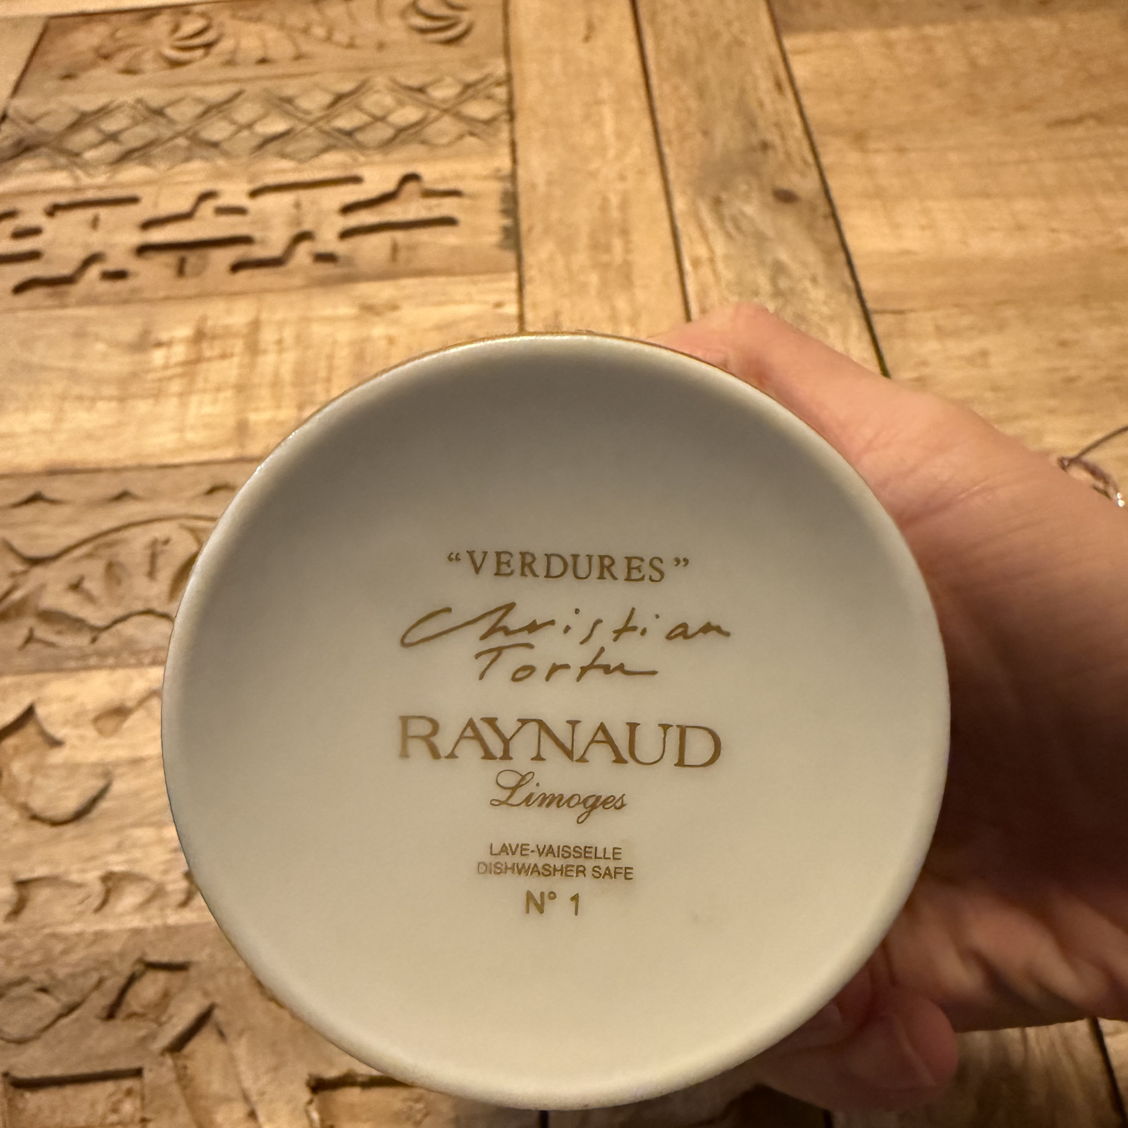 “VERDURES”
Christian
Tortu
RAYNAUD
Limoges
LAVE-VAISSELLE
DISHWASHER SAFE
N° 1